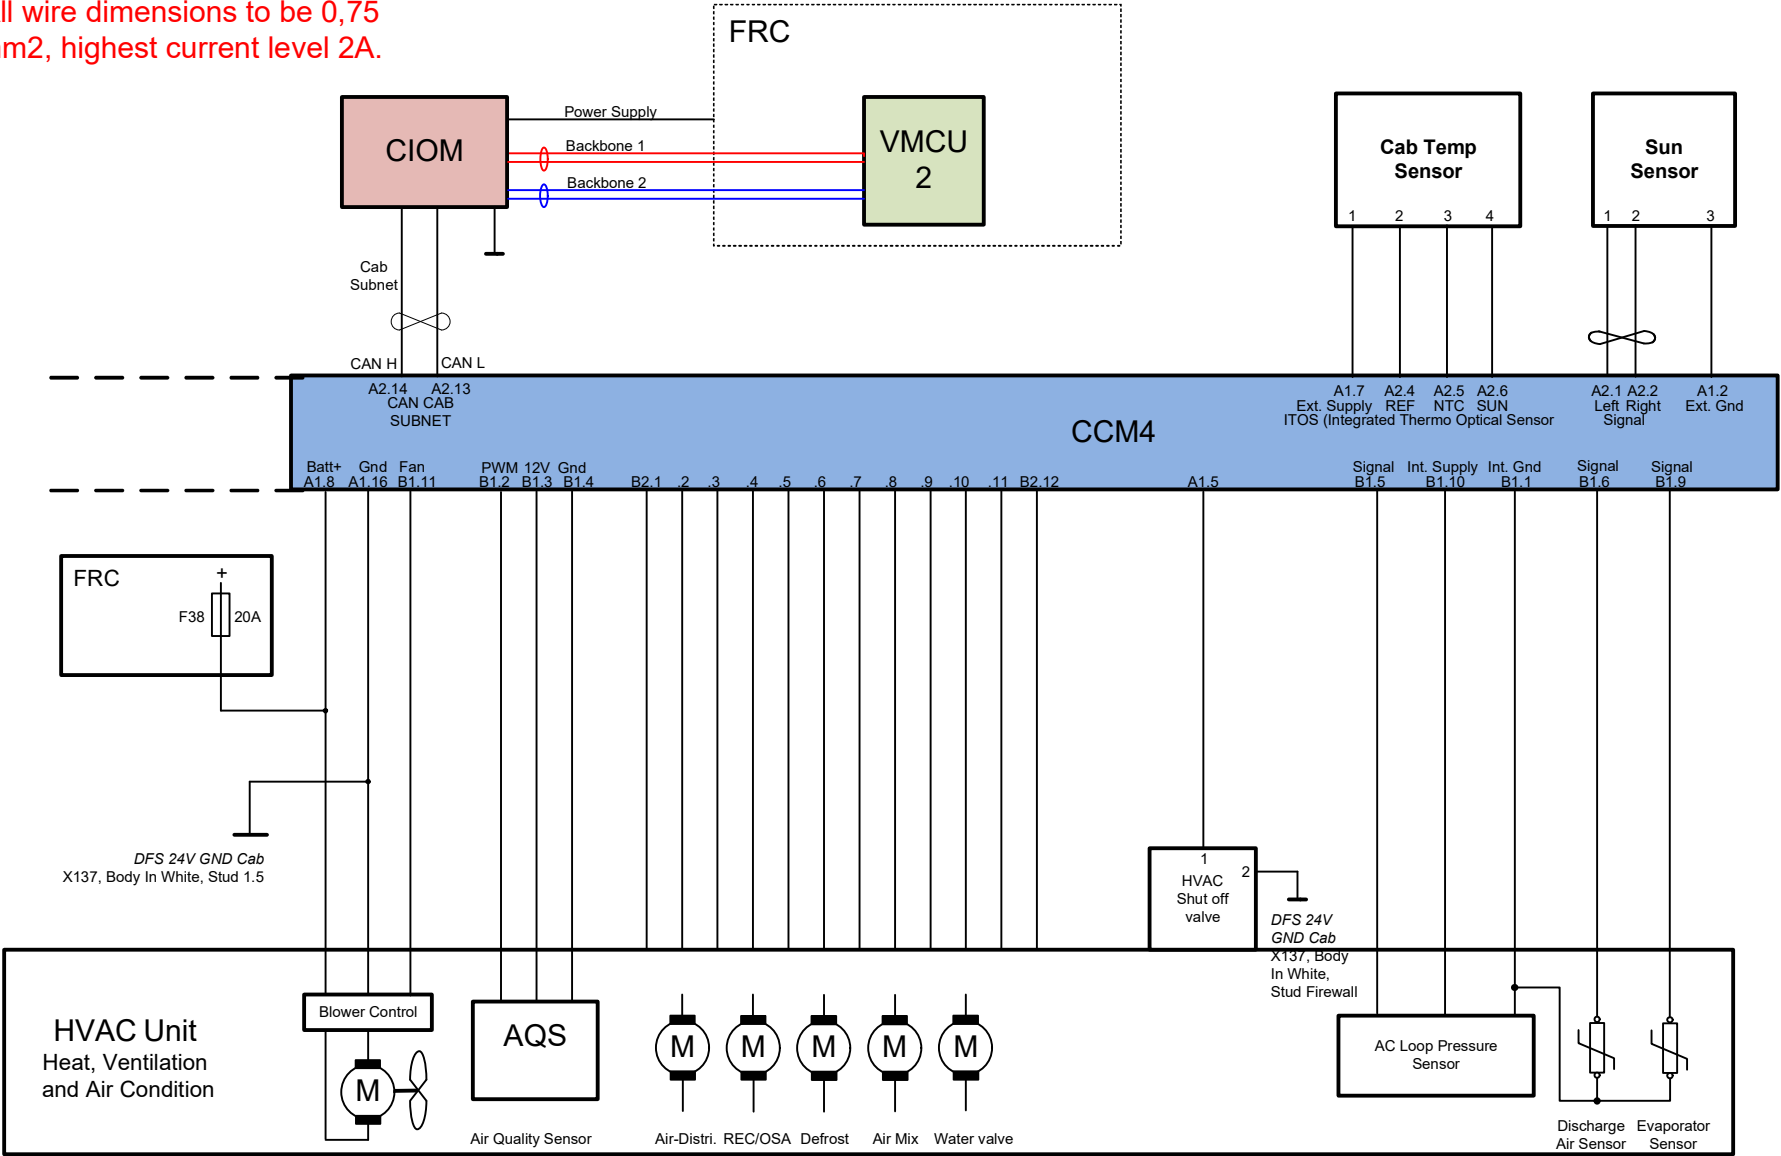 wire dimensions to be 0,75
highest current level 2A.
FRC
CIOM
Power Supply
Backbone 1
Backbone 2
VMCU
2
Cab Temp
Sensor
1 2 3 4
Sun
Sensor
1 2 3
Cab
Subnet
CAN H CAN L
A2.14 A2.13
CAN CAB
SUBNET
CCM4
A1.7 A2.4 A2.5 A2.6
Ext. Supply REF NTC SUN
ITOS (Integrated Thermo Optical Sensor
A2.1 A2.2
Left Right
Signal
A1.2
Ext. Gnd
Batt+ Gnd Fan
A1.8 A1.16 B1.11
PWM 12V Gnd
B1.2 B1.3 B1.4
B2.1 .2 .3 .4 .5 .6 .7 .8 .9 .10 .11 B2.12
A1.5
Signal Int. Supply Int. Gnd
B1.5 B1.10 B1.1
Signal
B1.6
Signal
B1.9
FRC
+
F38 20A
DFS 24V GND Cab
X137, Body In White, Stud 1.5
1
2
HVAC
Shut off
valve
DFS 24V
GND Cab
X137, Body
In White,
Stud Firewall
HVAC Unit
Heat, Ventilation
and Air Condition
Blower Control
M
AQS
Air Quality Sensor
M M M M M
Air-Distri. REC/OSA Defrost Air Mix Water valve
AC Loop Pressure
Sensor
Discharge
Air Sensor
Evaporator
Sensor